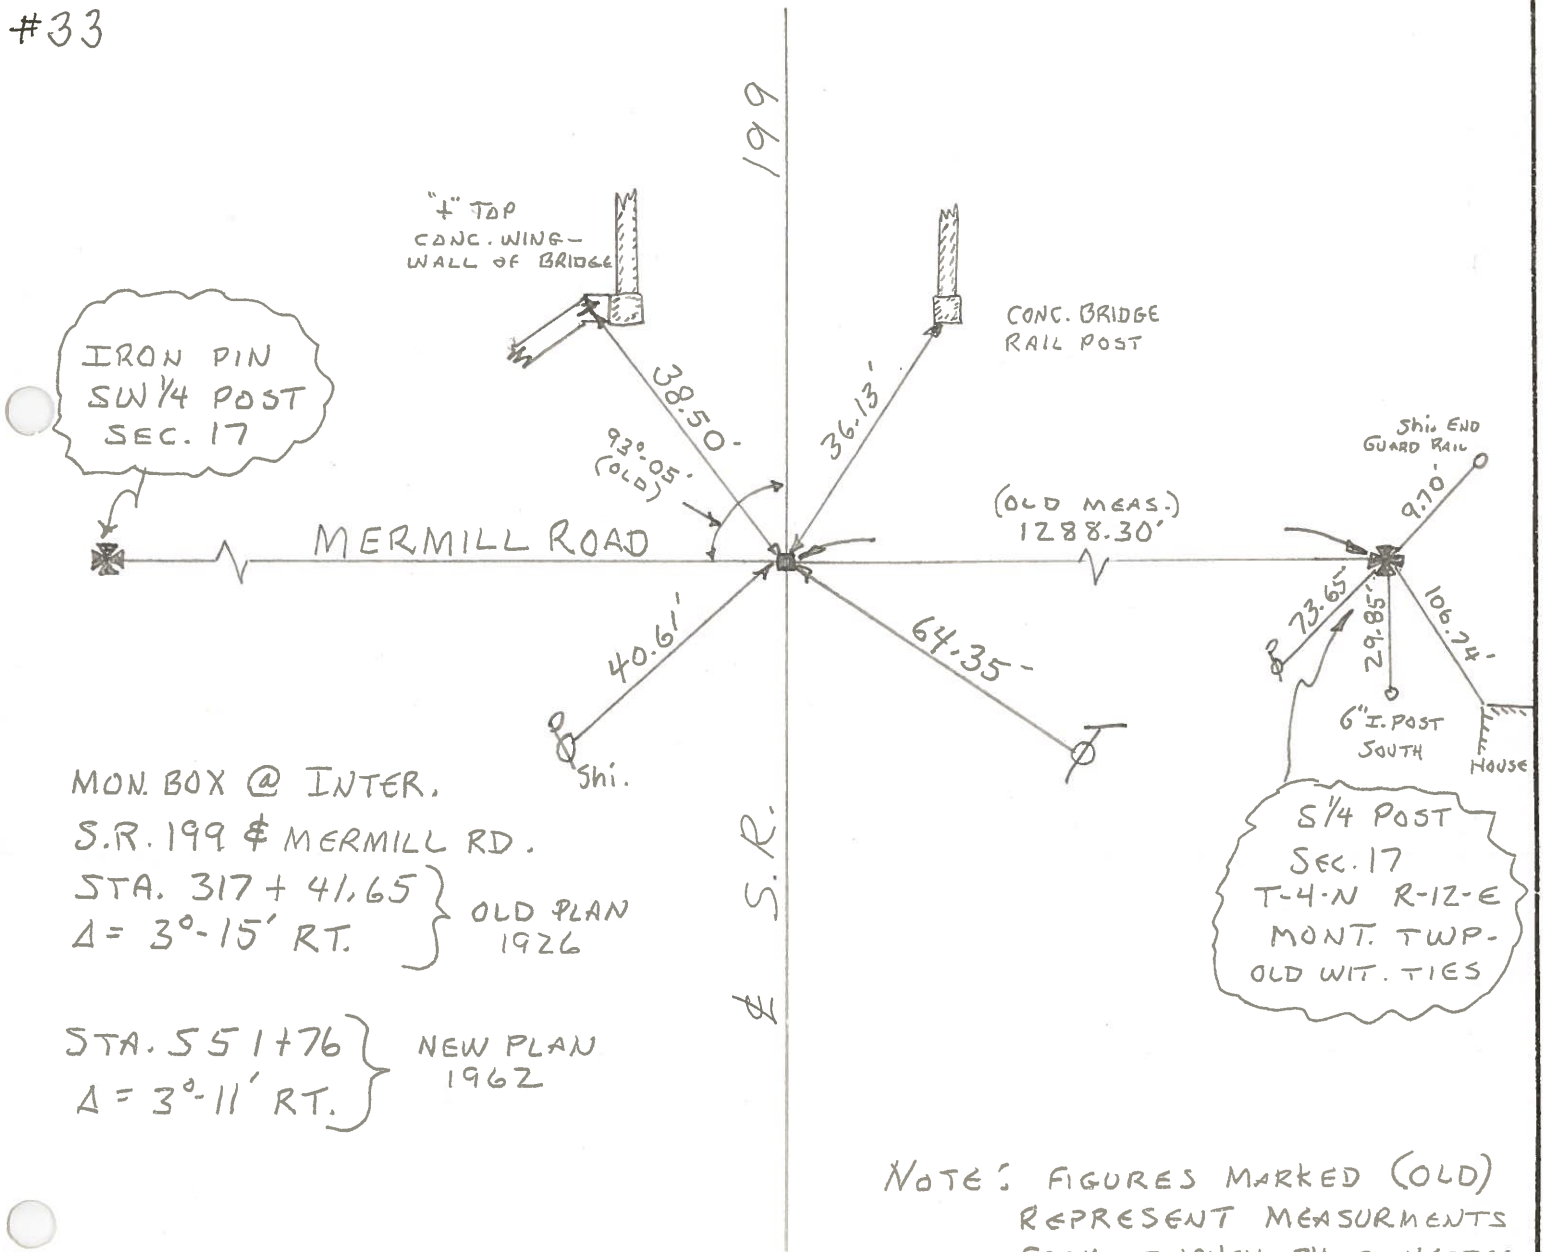 #33
199
"+" TOP
CONC. WING-
WALL OF BRIDGE
CONC. BRIDGE
RAIL POST
IRON PIN
SW 1/4 POST
SEC. 17
38.50-
36.13'
93°-05'
(OLD)
Shi. END
GUARD RAIL
9.70'
(OLD MEAS.)
1288.30'
MERMILL ROAD
40.61'
64.35-
73.65'
29.85'
106.74-
Shi.
6" I. POST
SOUTH
HOUSE
MON. BOX @ INTER.
S.R. 199 & MERMILL RD.
STA. 317 + 41.65
Δ = 3°-15' RT.
OLD PLAN
1926
℄ S.R.
S 1/4 POST
SEC. 17
T-4-N R-12-E
MONT. TWP-
OLD WIT. TIES
STA. 551+76
Δ = 3°-11' RT.
NEW PLAN
1962
NOTE: FIGURES MARKED (OLD)
REPRESENT MEASURMENTS